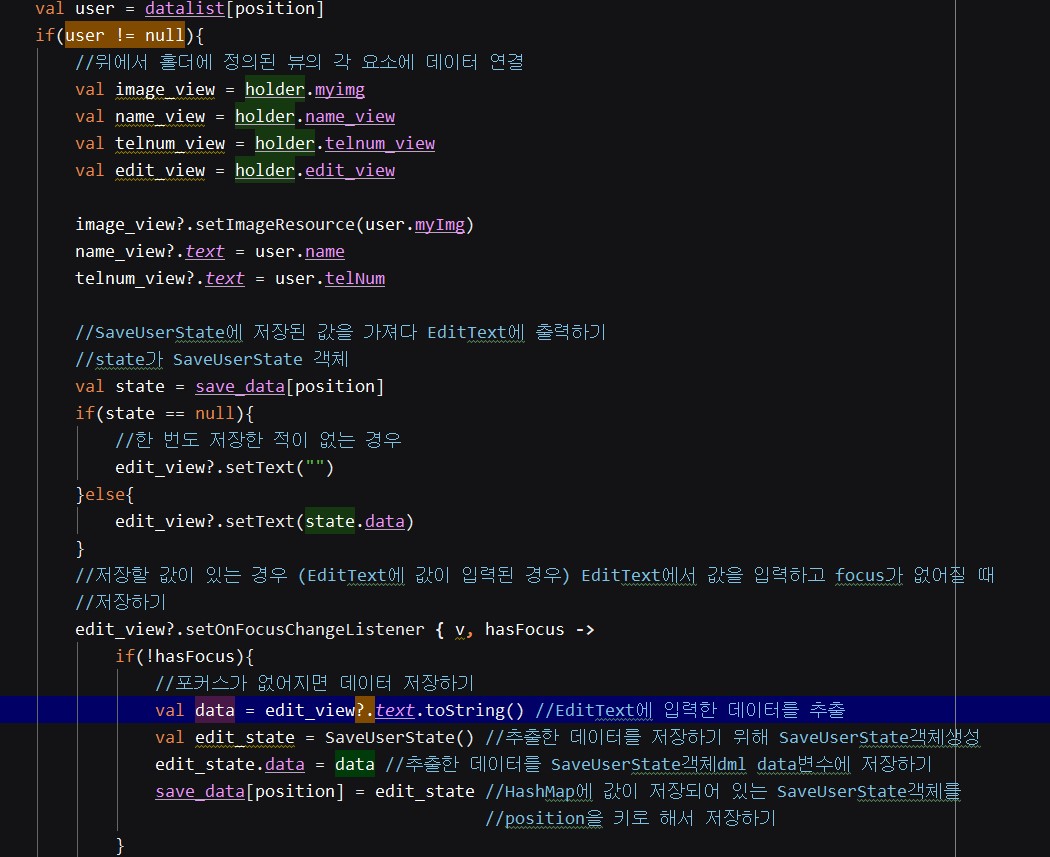 val user = datalist[position]
if(user != null){
//위에서 홀더에 정의된 뷰의 각 요소에 데이터 연결
val image_view = holder.myimg
val name_view = holder.name_view
val telnum_view = holder.telnum_view
val edit_view = holder.edit_view
image_view?.setImageResource(user.myImg)
name_view?.text = user.name
telnum_view?.text = user.telNum
//SaveUserState에 저장된 값을 가져다 EditText에 출력하기
//state가 SaveUserState 객체
val state = save_data[position]
if(state == null){
//한 번도 저장한 적이 없는 경우
edit_view?.setText("")
}else{
edit_view?.setText(state.data)
}
//저장할 값이 있는 경우 (EditText에 값이 입력된 경우) EditText에서 값을 입력하고 focus가 없어질 때
//저장하기
edit_view?.setOnFocusChangeListener { v, hasFocus ->
if(!hasFocus){
//포커스가 없어지면 데이터 저장하기
val data = edit_view?.text.toString() //EditText에 입력한 데이터를 추출
val edit_state = SaveUserState() //추출한 데이터를 저장하기 위해 SaveUserState객체생성
edit_state.data = data //추출한 데이터를 SaveUserState객체dml data변수에 저장하기
save_data[position] = edit_state //HashMap에 값이 저장되어 있는 SaveUserState객체를
//position을 키로 해서 저장하기
}